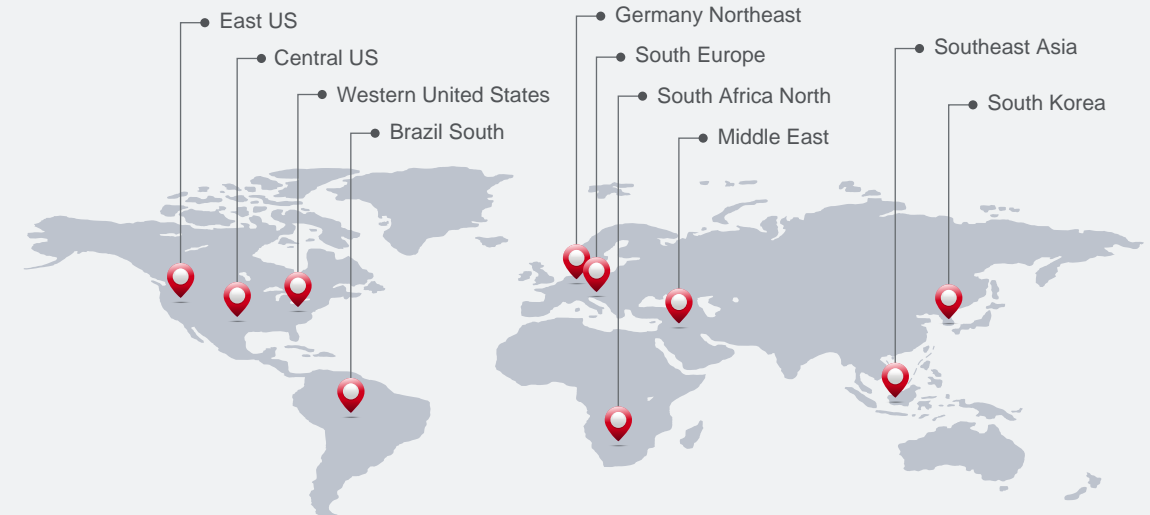 East US
Central US
Western United States
Brazil South
Germany Northeast
South Europe
South Africa North
Middle East
Southeast Asia
South Korea